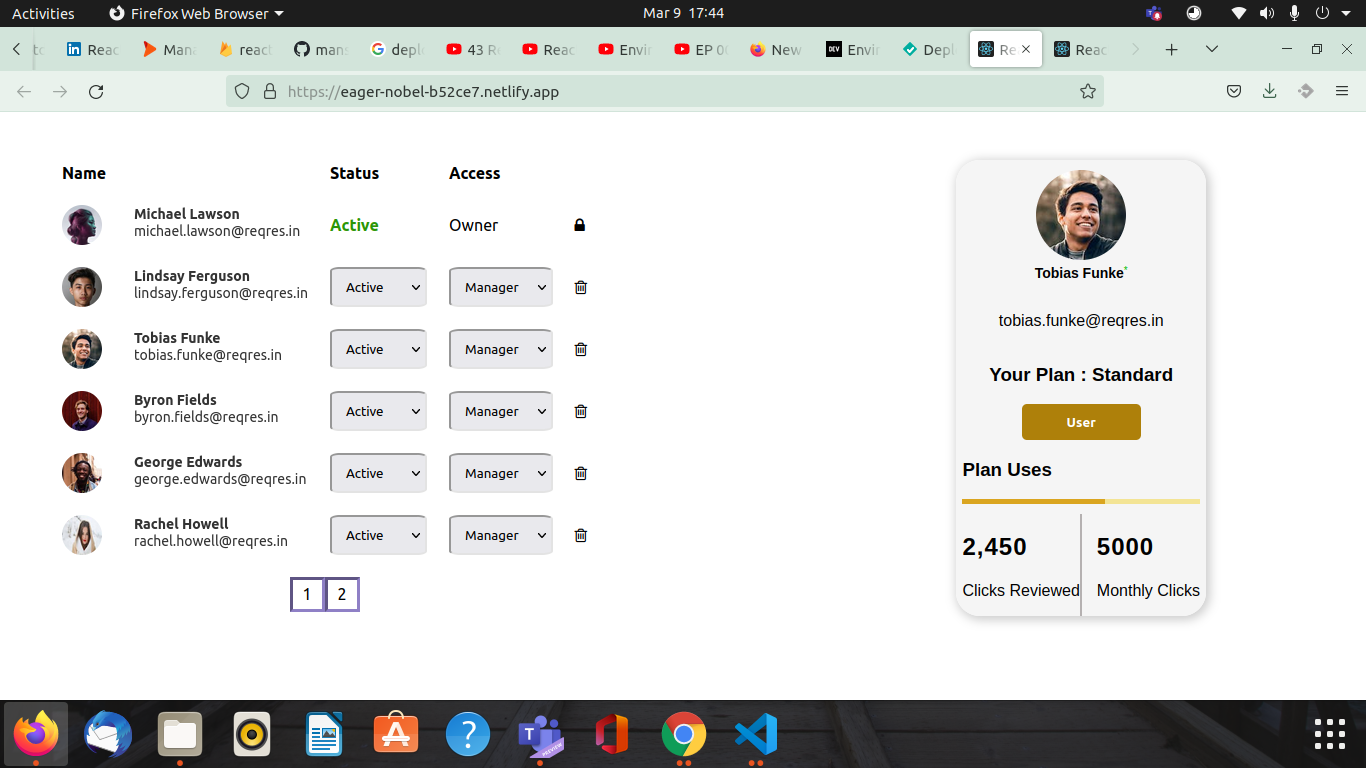 Activities Firefox Web Browser Mar 9 17:44
Reac Mana react mans deplo 43 Re Reac Envir EP 0 New Envir Depl Re Reac
https://eager-nobel-b52ce7.netlify.app
Name Status Access
Michael Lawson
michael.lawson@reqres.in
Active Owner
Lindsay Ferguson
lindsay.ferguson@reqres.in
Active Manager
Tobias Funke
tobias.funke@reqres.in
Active Manager
Byron Fields
byron.fields@reqres.in
Active Manager
George Edwards
george.edwards@reqres.in
Active Manager
Rachel Howell
rachel.howell@reqres.in
Active Manager
1 2
Tobias Funke*
tobias.funke@reqres.in
Your Plan : Standard
User
Plan Uses
2,450 5000
Clicks Reviewed Monthly Clicks